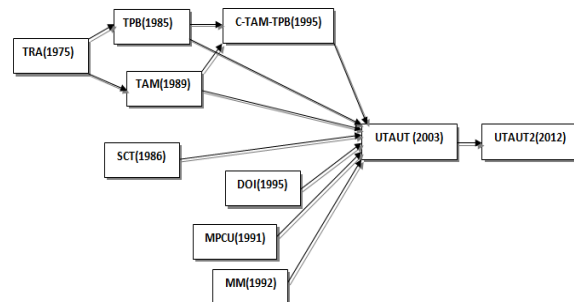 TPB(1985)
C-TAM-TPB(1995)
TRA(1975)
TAM(1989)
UTAUT (2003)
UTAUT2(2012)
SCT(1986)
DOI(1995)
MPCU(1991)
MM(1992)